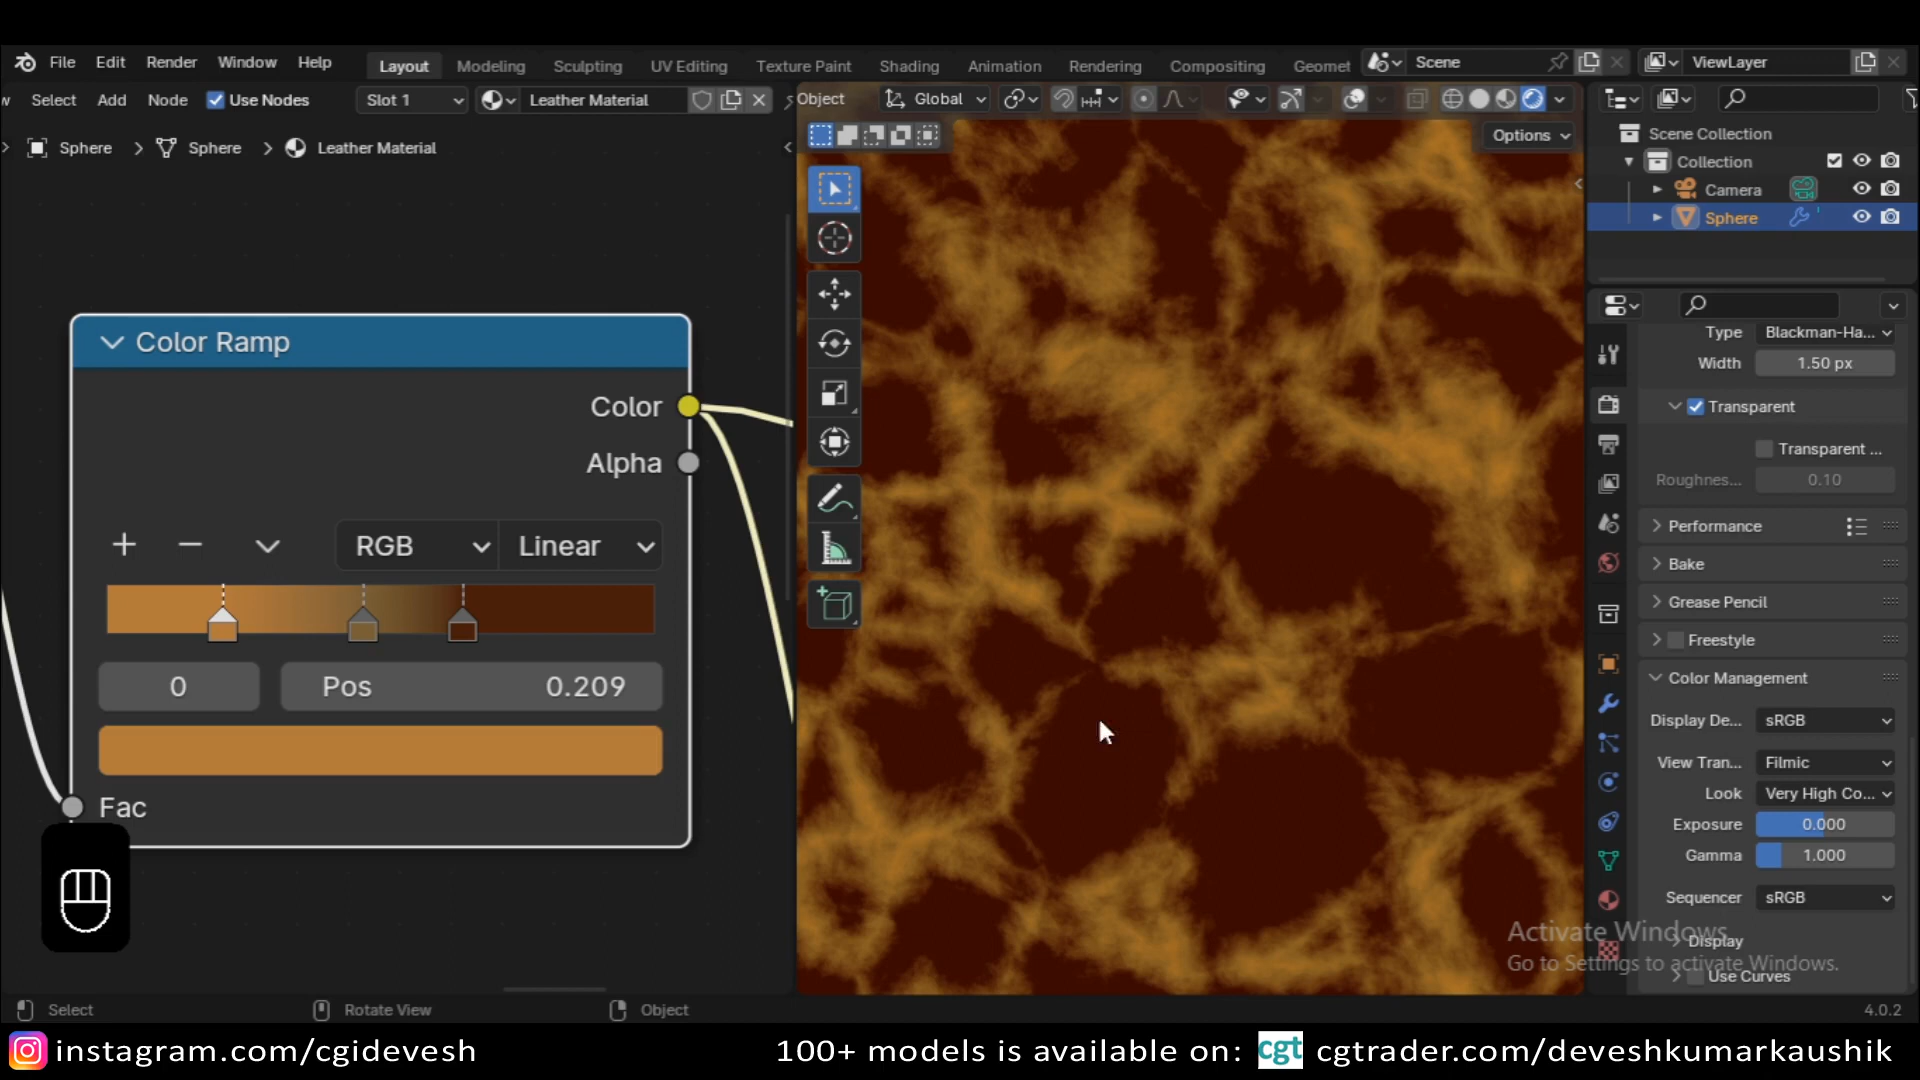 File Edit Render Window Help Layout Modeling Sculpting UV Editing Texture Paint Shading Animation Rendering Compositing Geomet Scene ViewLayer
w Select Add Node Use Nodes Slot 1 Leather Material Object Global
Options
Sphere Sphere Leather Material
Scene Collection
Collection
Camera
Sphere
Color Ramp
Color
Alpha
RGB Linear
0 Pos 0.209
Fac
Type Blackman-Ha...
Width 1.50 px
Transparent
Transparent ...
Roughnes... 0.10
Performance
Bake
Grease Pencil
Freestyle
Color Management
Display De... sRGB
View Tran... Filmic
Look Very High Co...
Exposure 0.000
Gamma 1.000
Sequencer sRGB
Display
Use Curves
Activate Windows
Go to Settings to activate Windows.
Select Rotate View Object 4.0.2
instagram.com/cgidevesh 100+ models is available on: cgt cgtrader.com/deveshkumarkaushik